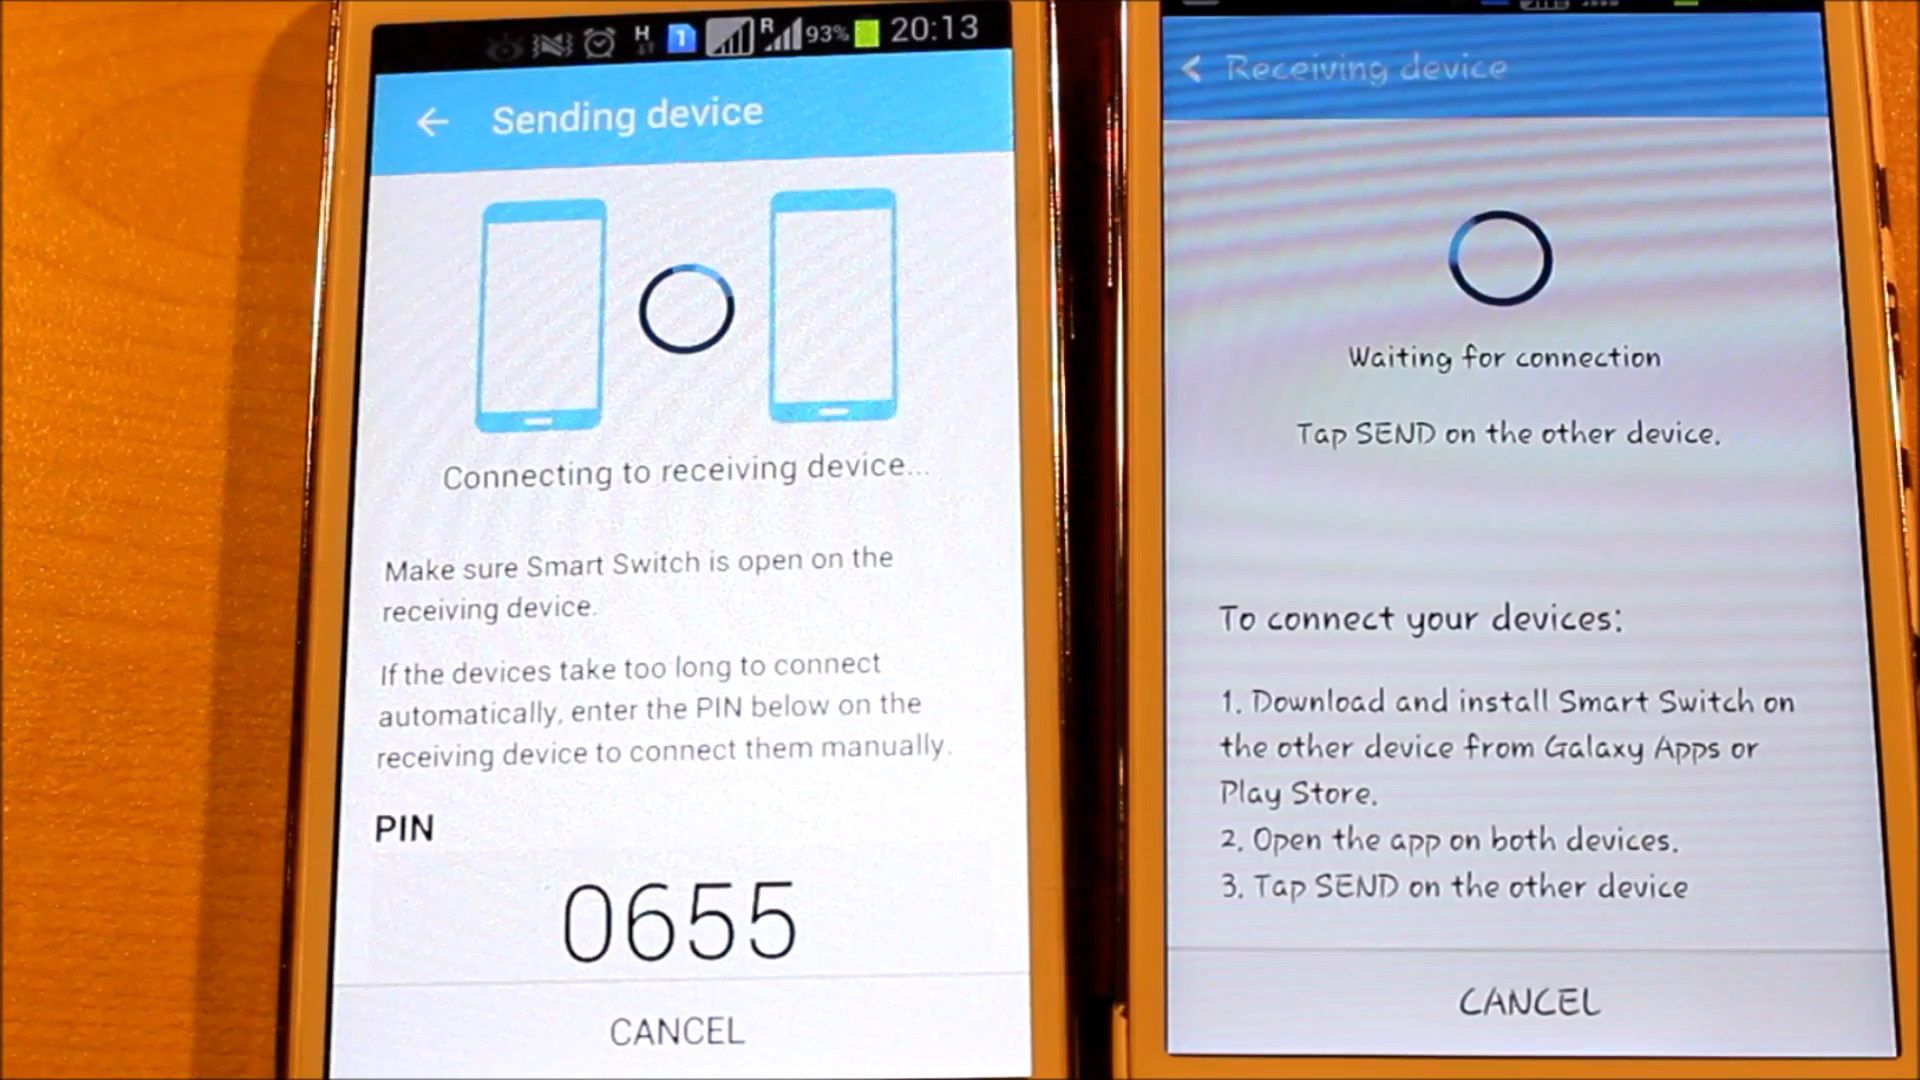 H 1 R 93% 20:13
Sending device
Connecting to receiving device...
Make sure Smart Switch is open on the
receiving device.
If the devices take too long to connect
automatically, enter the PIN below on the
receiving device to connect them manually.
PIN
0655
CANCEL
Receiving device
Waiting for connection
Tap SEND on the other device.
To connect your devices:
1. Download and install Smart Switch on
the other device from Galaxy Apps or
Play Store.
2. Open the app on both devices.
3. Tap SEND on the other device
CANCEL